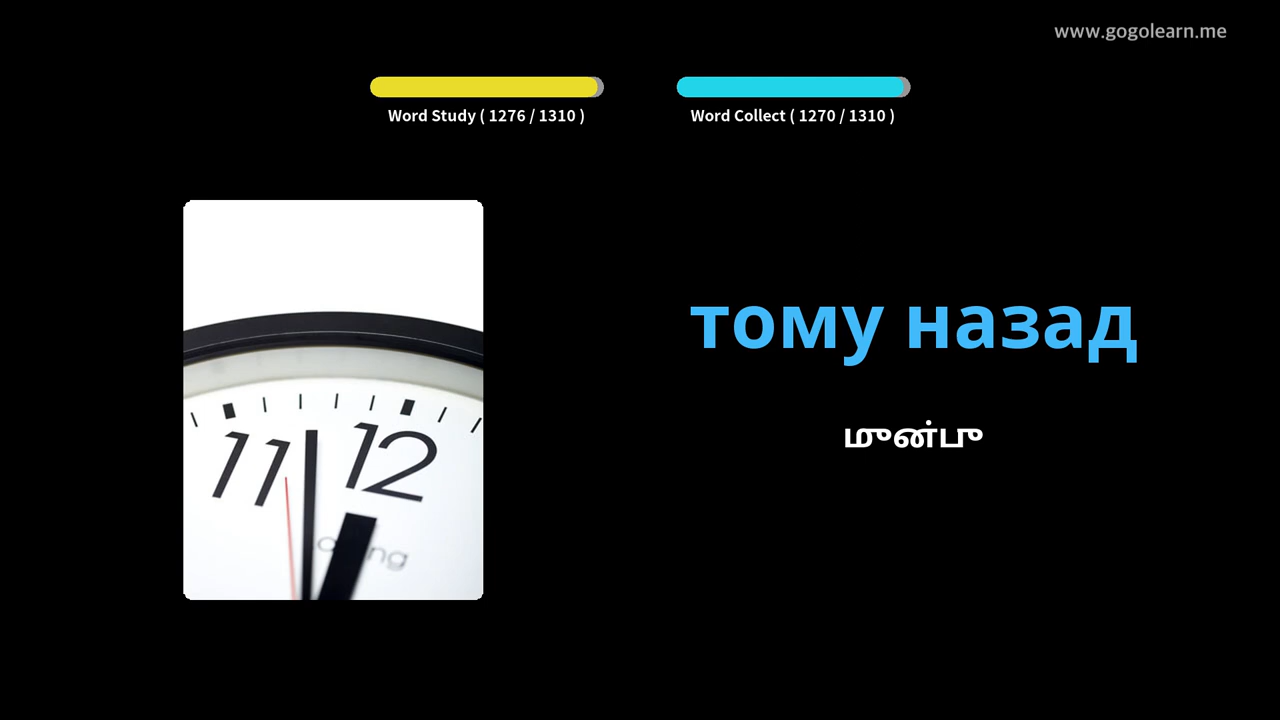 www.gogolearn.me
Word Study ( 1276 / 1310 )
Word Collect ( 1270 / 1310 )
тому назад
முன்பு
11
12